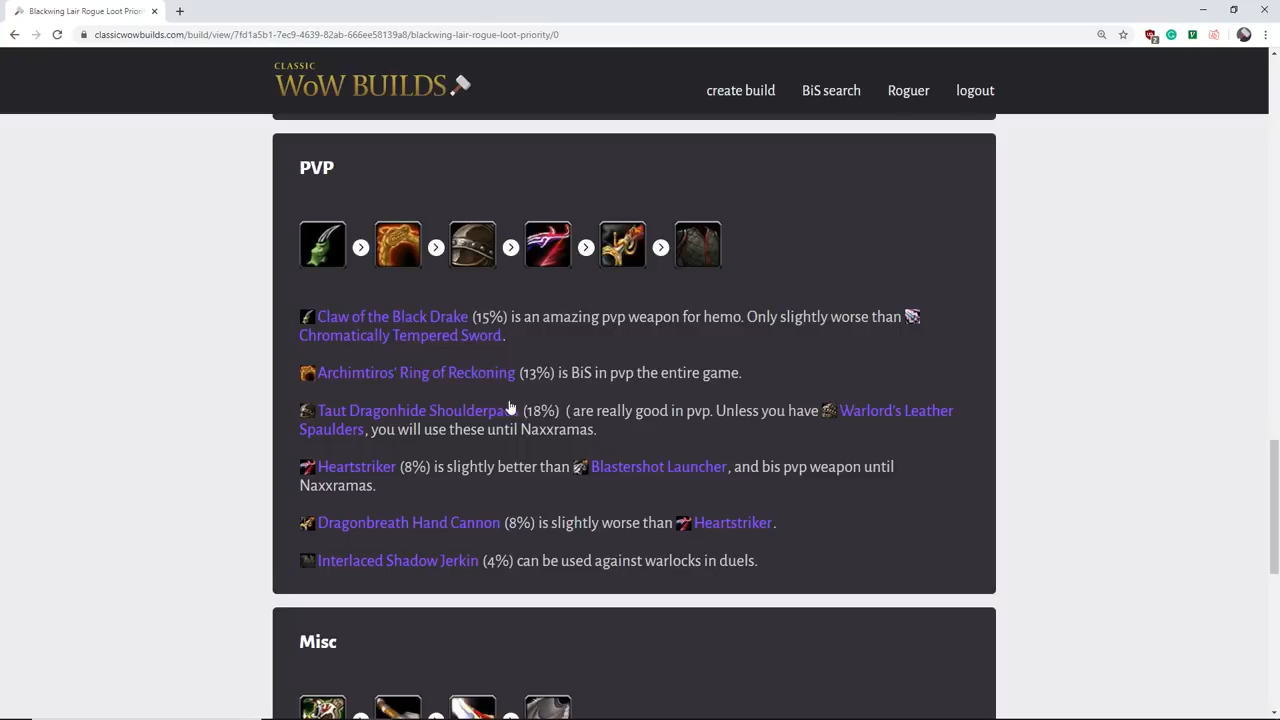 Blackwing Lair Rogue Loot Priori
classicwowbuilds.com/build/view/7fd1a5b1-7ec9-4639-82ab-666ee58139a8/blackwing-lair-rogue-loot-priority/0
CLASSIC
WoW BUILDS
create build BiS search Roguer logout
PVP
Claw of the Black Drake (15%) is an amazing pvp weapon for hemo. Only slightly worse than
Chromatically Tempered Sword.
Archimtiros' Ring of Reckoning (13%) is BiS in pvp the entire game.
Taut Dragonhide Shoulderpa (18%) ( are really good in pvp. Unless you have Warlord's Leather
Spaulders, you will use these until Naxxramas.
Heartstriker (8%) is slightly better than Blastershot Launcher, and bis pvp weapon until
Naxxramas.
Dragonbreath Hand Cannon (8%) is slightly worse than Heartstriker.
Interlaced Shadow Jerkin (4%) can be used against warlocks in duels.
Misc